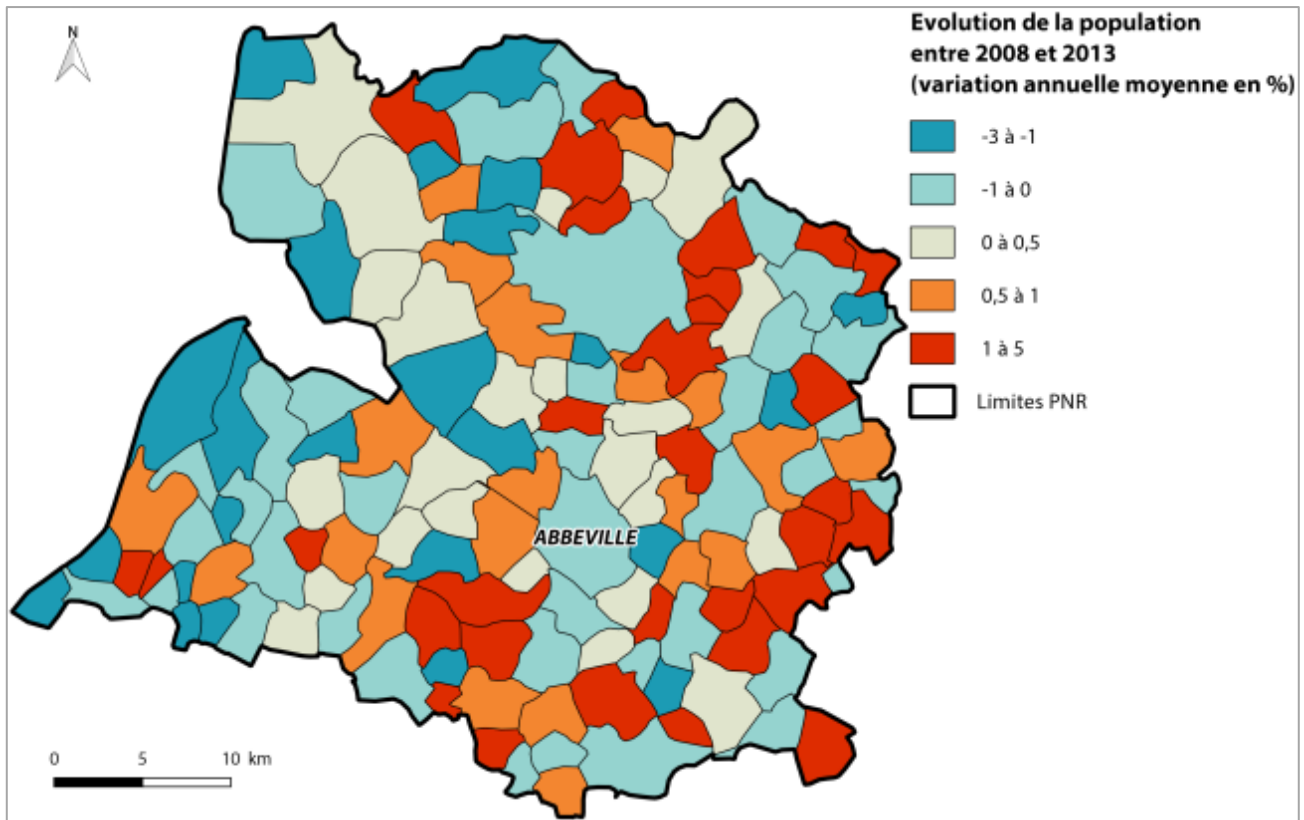 N
Evolution de la population
entre 2008 et 2013
(variation annuelle moyenne en %)
-3 à -1
-1 à 0
0 à 0,5
0,5 à 1
1 à 5
Limites PNR
ABBEVILLE
0 5 10 km